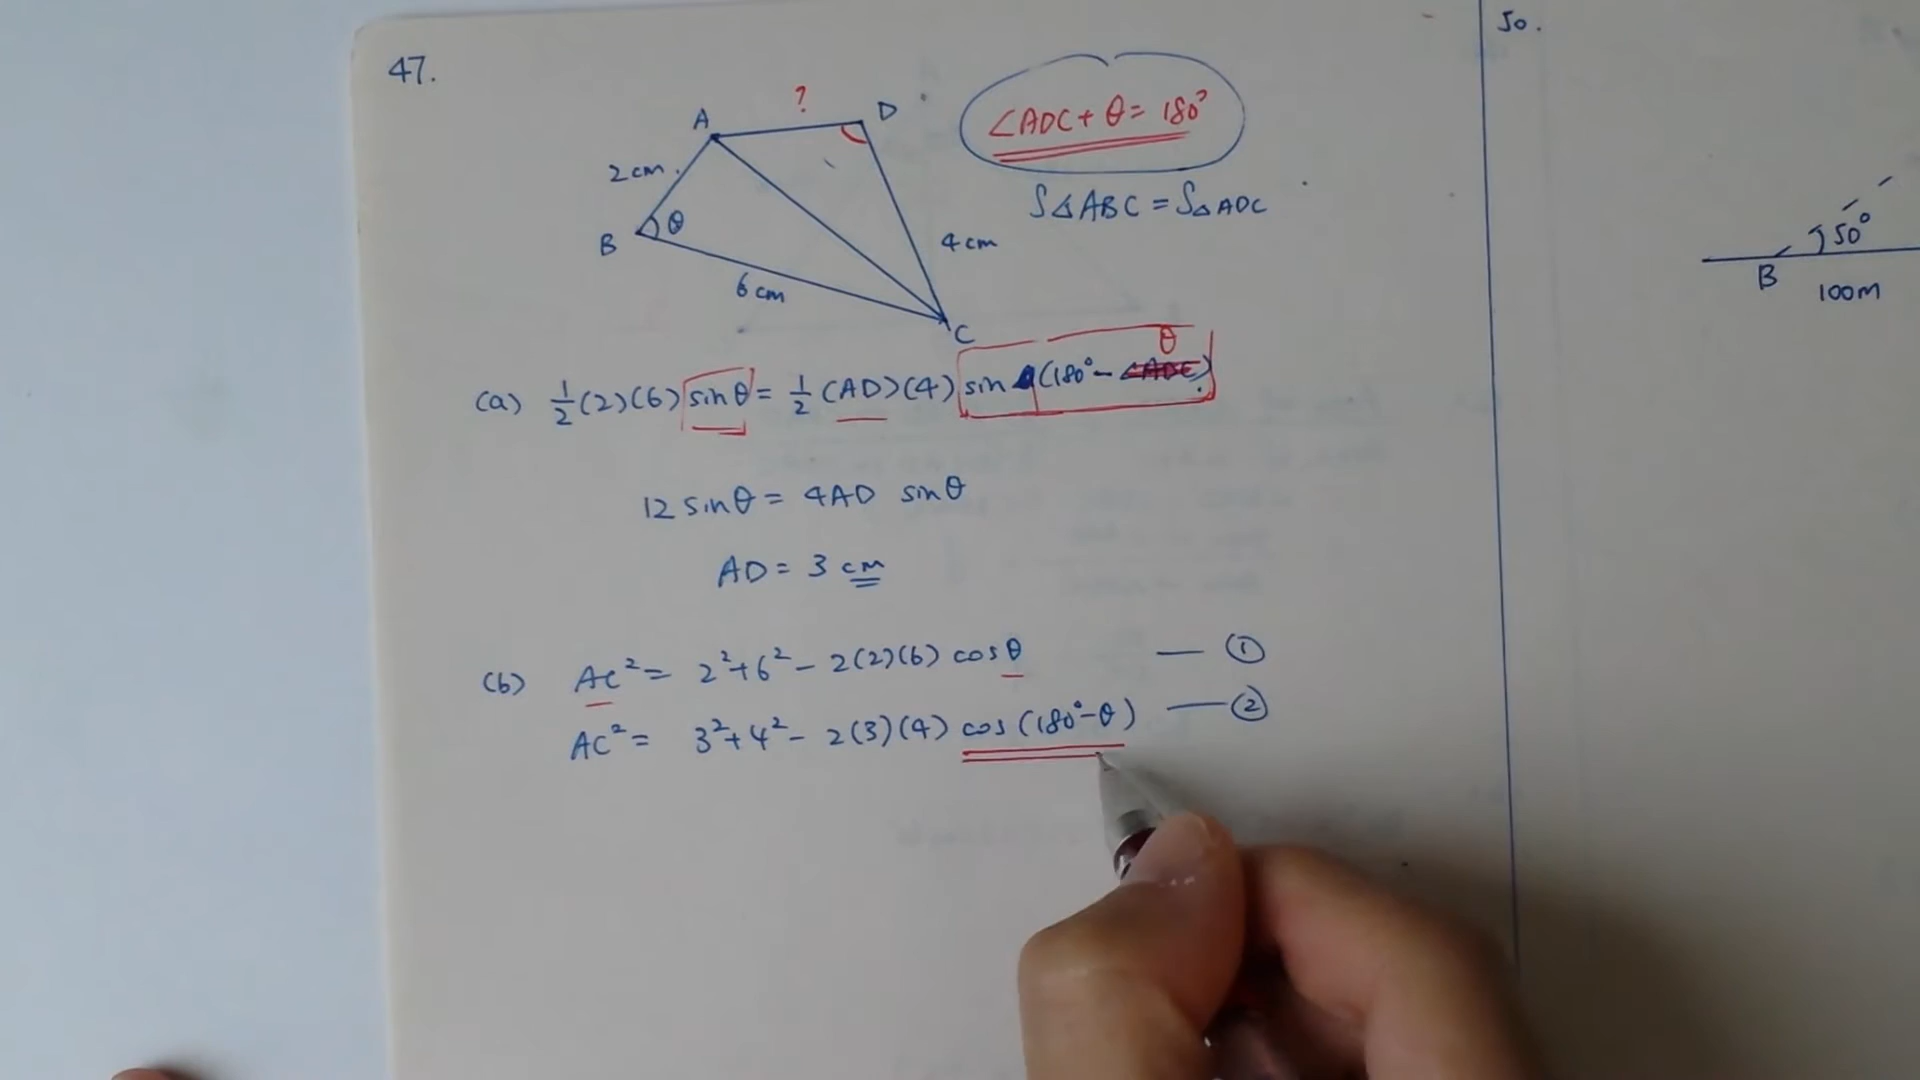 47.
50.
?
A
D
∠ADC + θ = 180°
2cm
S△ABC = S△ADC
B
θ
4cm
50°
6cm
B
100m
C
θ
(a) ½(2)(6) sinθ = ½(AD)(4) sin (180° - ∠ADC)
12 sinθ = 4AD sinθ
AD = 3 cm
(b) AC² = 2²+6² - 2(2)(6) cosθ — ①
AC² = 3²+4² - 2(3)(4) cos(180°-θ) — ②